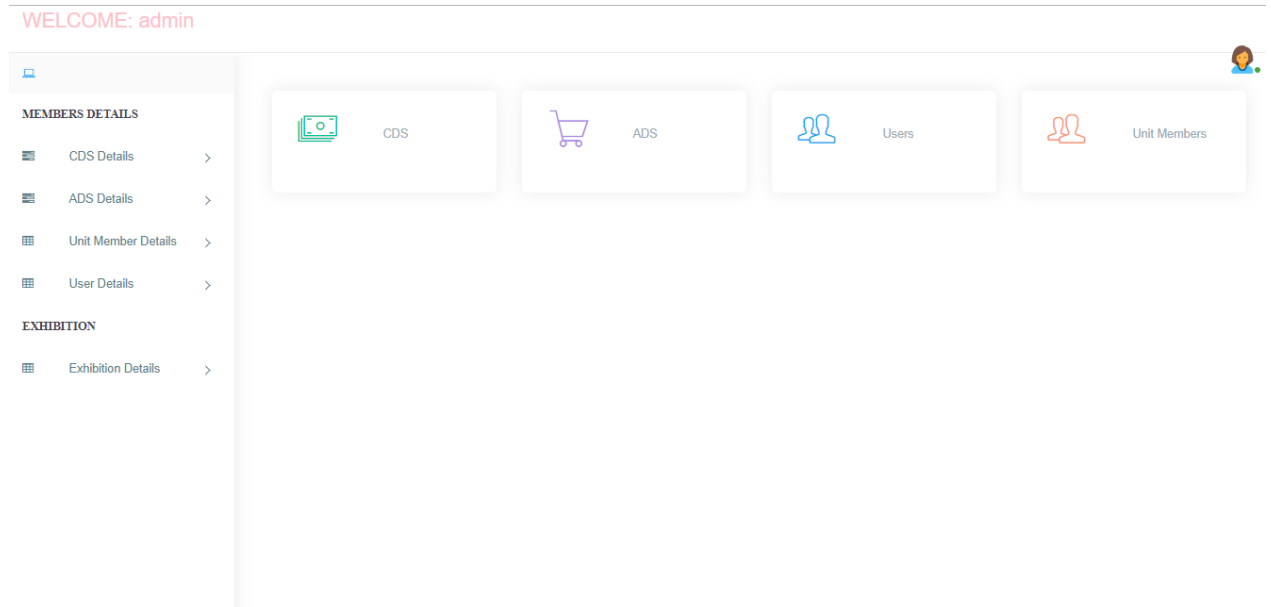 WELCOME: admin
MEMBERS DETAILS
CDS Details
ADS Details
Unit Member Details
User Details
EXHIBITION
Exhibition Details
CDS
ADS
Users
Unit Members